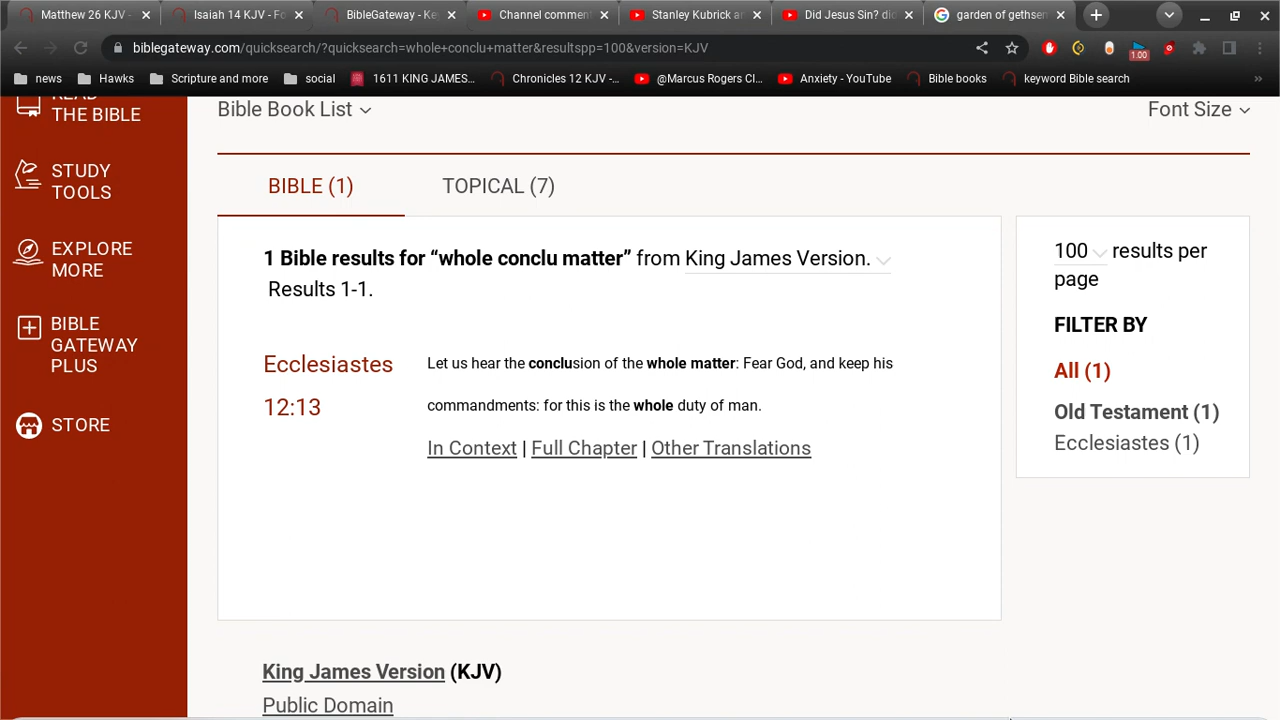 Matthew 26 KJV -
Isaiah 14 KJV - Fo
BibleGateway - Ke
Channel commen
Stanley Kubrick a
Did Jesus Sin? did
garden of gethsen
biblegateway.com/quicksearch/?quicksearch=whole+conclu+matter&resultspp=100&version=KJV
1.00
news
Hawks
Scripture and more
social
1611 KING JAMES...
Chronicles 12 KJV -...
@Marcus Rogers Cl...
Anxiety - YouTube
Bible books
keyword Bible search
»
THE BIBLE
STUDY
TOOLS
EXPLORE
MORE
BIBLE
GATEWAY
PLUS
STORE
Bible Book List
Font Size
BIBLE (1)
TOPICAL (7)
1 Bible results for “whole conclu matter” from King James Version.
Results 1-1.
Ecclesiastes
12:13
Let us hear the conclusion of the whole matter: Fear God, and keep his
commandments: for this is the whole duty of man.
In Context | Full Chapter | Other Translations
100 results per
page
FILTER BY
All (1)
Old Testament (1)
Ecclesiastes (1)
King James Version (KJV)
Public Domain